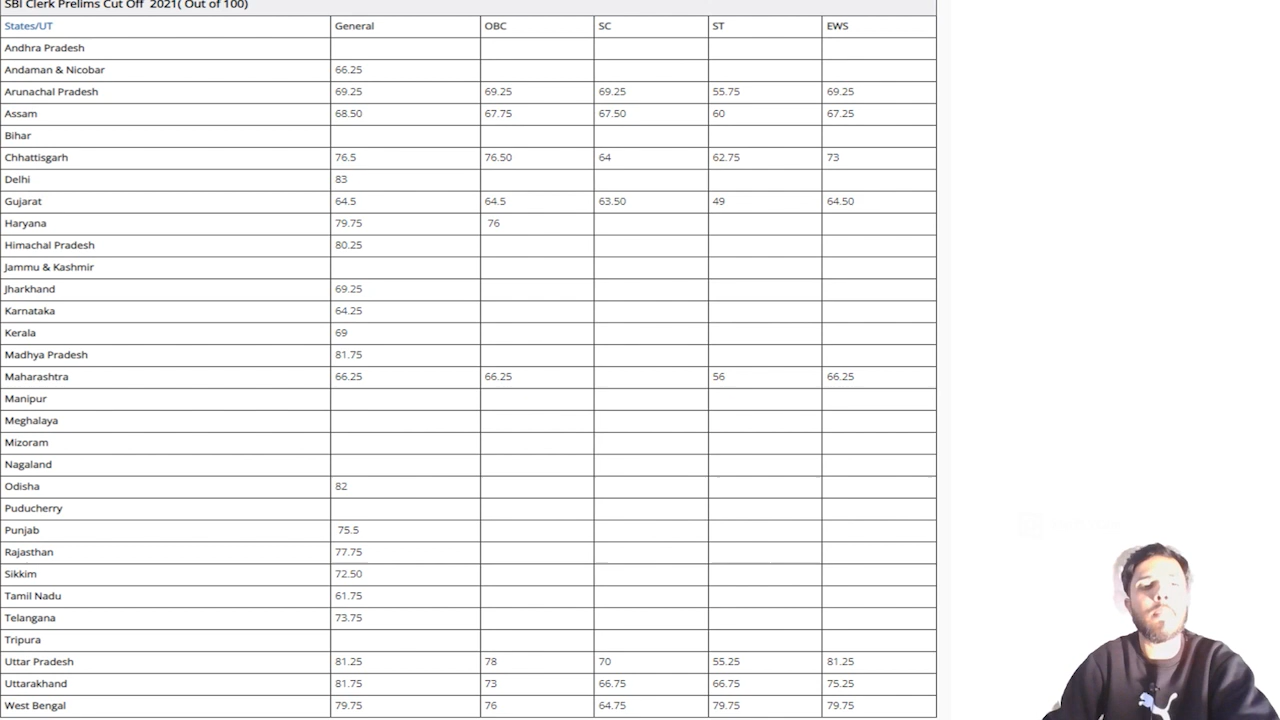 SBI Clerk Prelims Cut Off 2021( Out of 100)
States/UT General OBC SC ST EWS
Andhra Pradesh
Andaman & Nicobar 66.25
Arunachal Pradesh 69.25 69.25 69.25 55.75 69.25
Assam 68.50 67.75 67.50 60 67.25
Bihar
Chhattisgarh 76.5 76.50 64 62.75 73
Delhi 83
Gujarat 64.5 64.5 63.50 49 64.50
Haryana 79.75 76
Himachal Pradesh 80.25
Jammu & Kashmir
Jharkhand 69.25
Karnataka 64.25
Kerala 69
Madhya Pradesh 81.75
Maharashtra 66.25 66.25 56 66.25
Manipur
Meghalaya
Mizoram
Nagaland
Odisha 82
Puducherry
Punjab 75.5
Rajasthan 77.75
Sikkim 72.50
Tamil Nadu 61.75
Telangana 73.75
Tripura
Uttar Pradesh 81.25 78 70 55.25 81.25
Uttarakhand 81.75 73 66.75 66.75 75.25
West Bengal 79.75 76 64.75 79.75 79.75